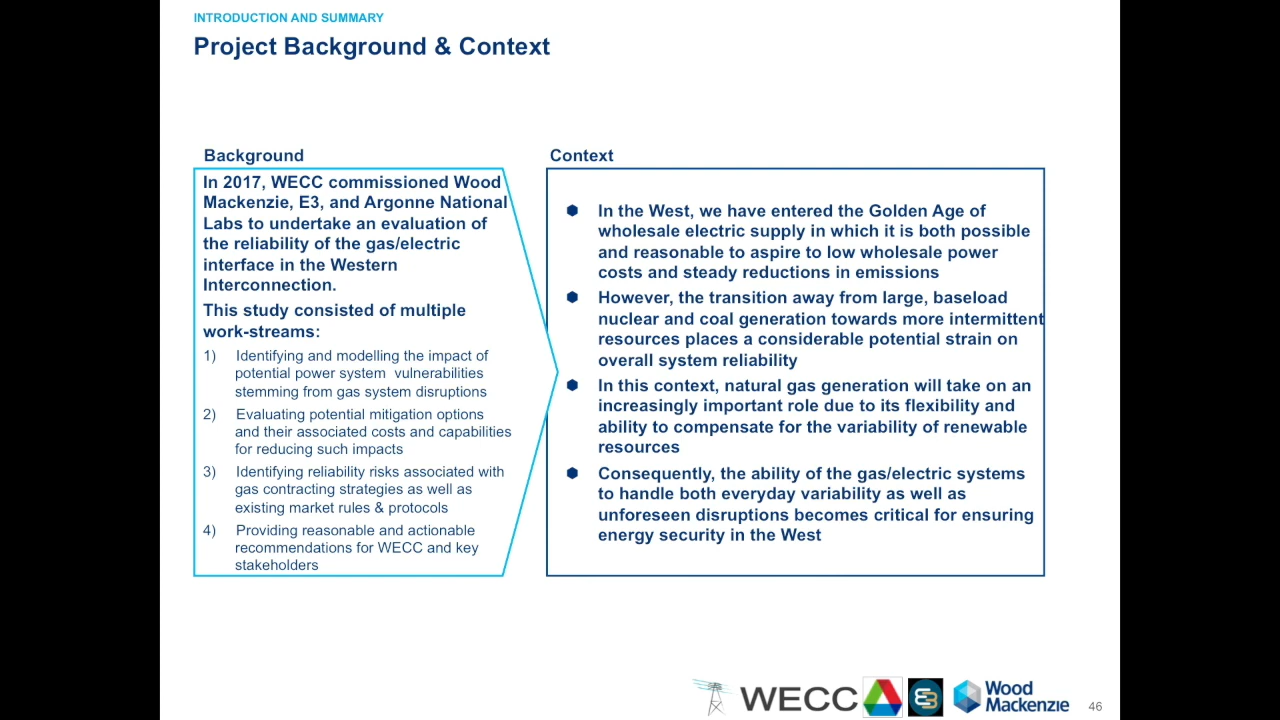 INTRODUCTION AND SUMMARY
Project Background & Context
Background
In 2017, WECC commissioned Wood
Mackenzie, E3, and Argonne National
Labs to undertake an evaluation of
the reliability of the gas/electric
interface in the Western
Interconnection.
This study consisted of multiple
work-streams:
1) Identifying and modelling the impact of
potential power system vulnerabilities
stemming from gas system disruptions
2) Evaluating potential mitigation options
and their associated costs and capabilities
for reducing such impacts
3) Identifying reliability risks associated with
gas contracting strategies as well as
existing market rules & protocols
4) Providing reasonable and actionable
recommendations for WECC and key
stakeholders
Context
In the West, we have entered the Golden Age of
wholesale electric supply in which it is both possible
and reasonable to aspire to low wholesale power
costs and steady reductions in emissions
However, the transition away from large, baseload
nuclear and coal generation towards more intermittent
resources places a considerable potential strain on
overall system reliability
In this context, natural gas generation will take on an
increasingly important role due to its flexibility and
ability to compensate for the variability of renewable
resources
Consequently, the ability of the gas/electric systems
to handle both everyday variability as well as
unforeseen disruptions becomes critical for ensuring
energy security in the West
WECC
E3
Wood
Mackenzie
46